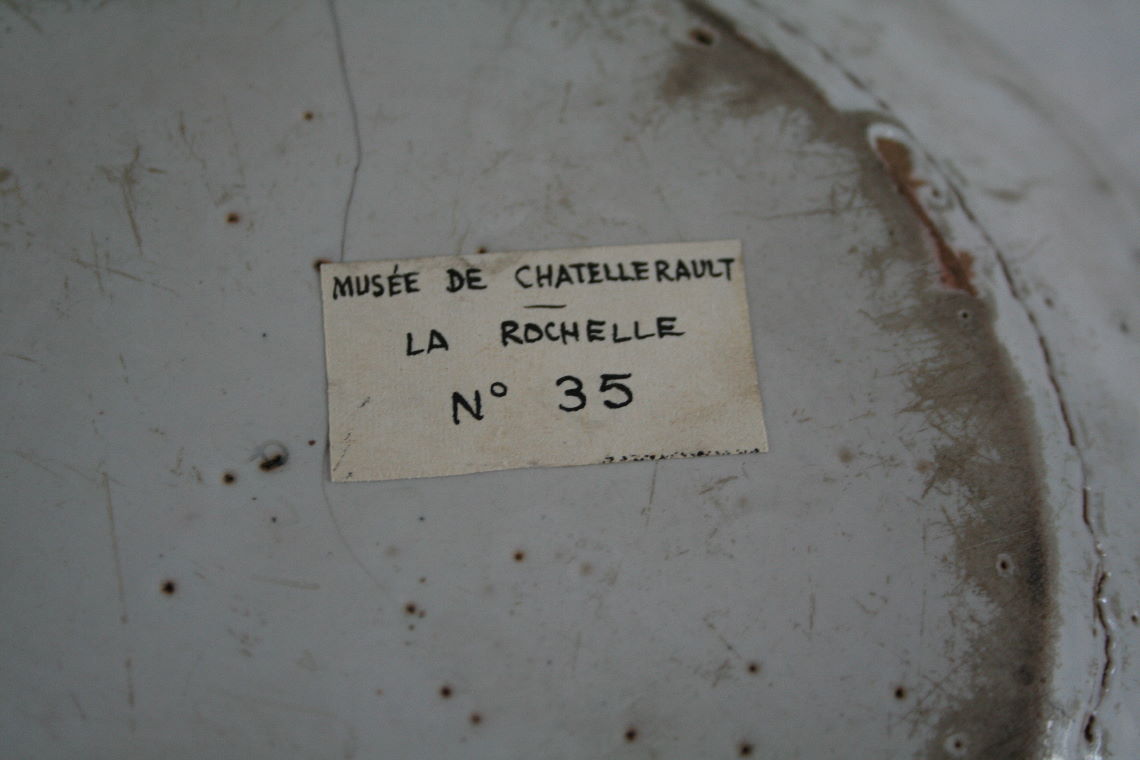 MUSÉE DE CHATELLERAULT
LA ROCHELLE
N° 35